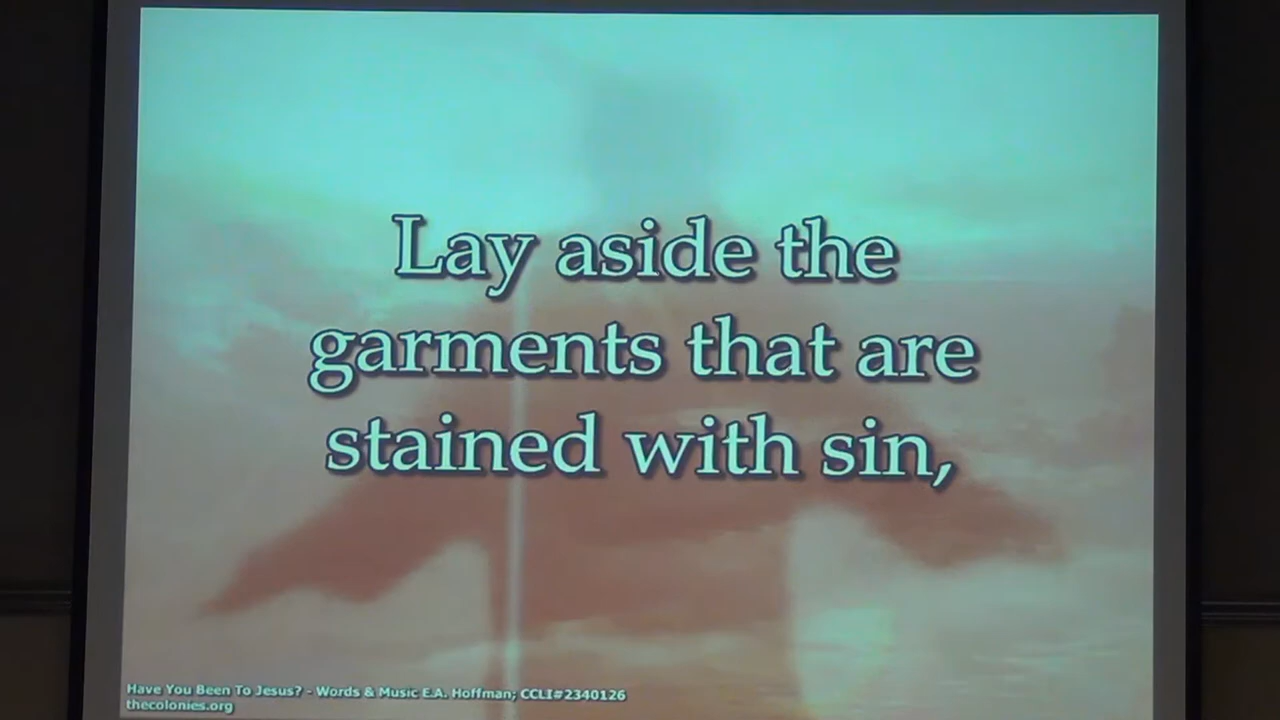 Lay aside the
garments that are
stained with sin,
Have You Been To Jesus? - Words & Music E.A. Hoffman; CCLI#2340126
thecolonies.org